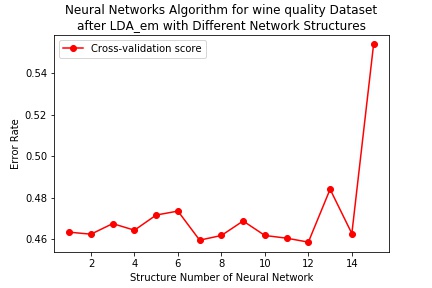 Neural Networks Algorithm for wine quality Dataset
after LDA_em with Different Network Structures
Cross-validation score
Error Rate
0.54
0.52
0.50
0.48
0.46
2 4 6 8 10 12 14
Structure Number of Neural Network